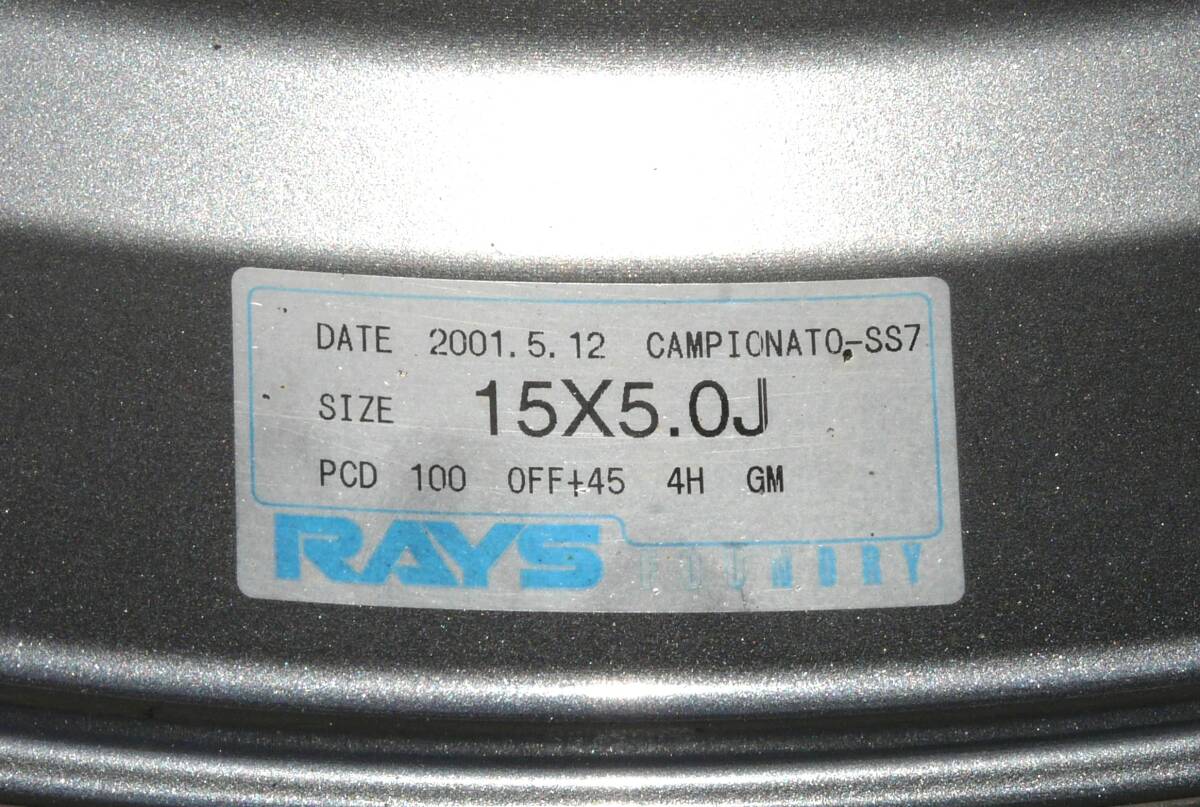 DATE 2001.5.12 CAMPIONATO-SS7
SIZE 15X5.0J
PCD 100 OFF+45 4H GM
RAYS FOUNDRY